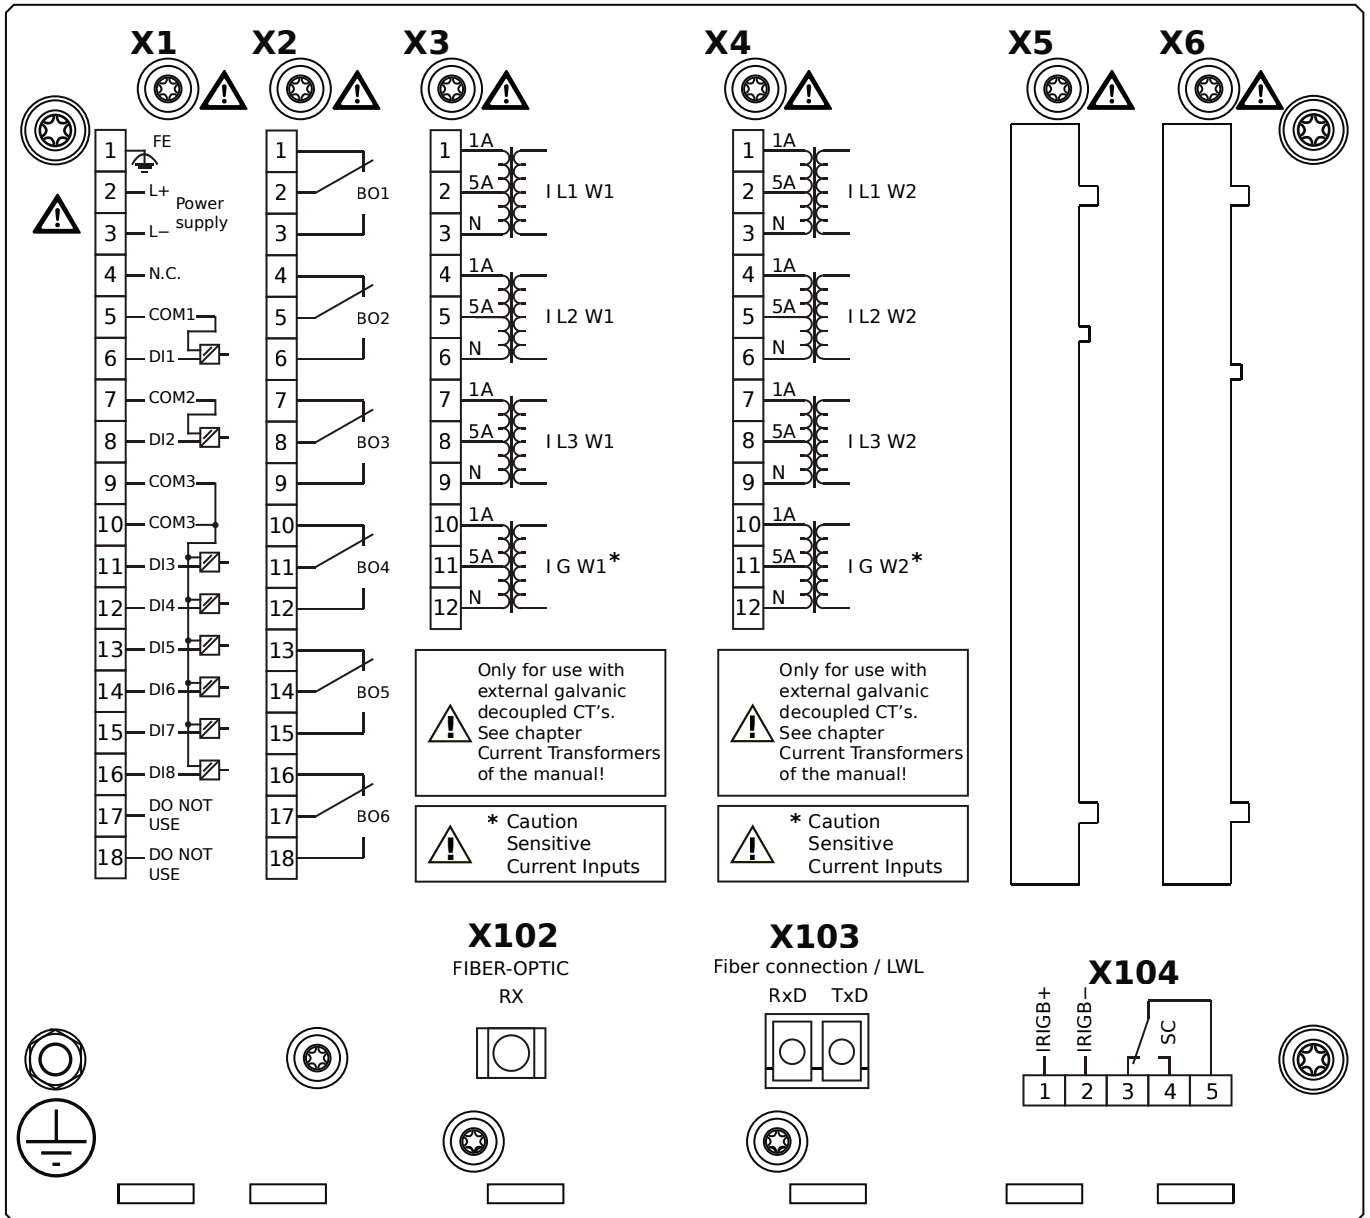 X1
X2
X3
X4
X5
X6
1
FE
2
L+
Power
supply
3
L−
4
N.C.
5
COM1
6
DI1
7
COM2
8
DI2
9
COM3
10
COM3
11
DI3
12
DI4
13
DI5
14
DI6
15
DI7
16
DI8
17
DO NOT
USE
18
DO NOT
USE
1
2
BO1
3
4
5
BO2
6
7
8
BO3
9
10
11
BO4
12
13
14
BO5
15
16
17
BO6
18
1
1A
2
5A
I L1 W1
3
N
4
1A
5
5A
I L2 W1
6
N
7
1A
8
5A
I L3 W1
9
N
10
1A
11
5A
I G W1*
12
N
Only for use with
external galvanic
decoupled CT's.
See chapter
Current Transformers
of the manual!
* Caution
Sensitive
Current Inputs
1
1A
2
5A
I L1 W2
3
N
4
1A
5
5A
I L2 W2
6
N
7
1A
8
5A
I L3 W2
9
N
10
1A
11
5A
I G W2*
12
N
Only for use with
external galvanic
decoupled CT's.
See chapter
Current Transformers
of the manual!
* Caution
Sensitive
Current Inputs
X102
FIBER-OPTIC
RX
X103
Fiber connection / LWL
RxD TxD
X104
IRIGB+
IRIGB−
SC
1 2 3 4 5